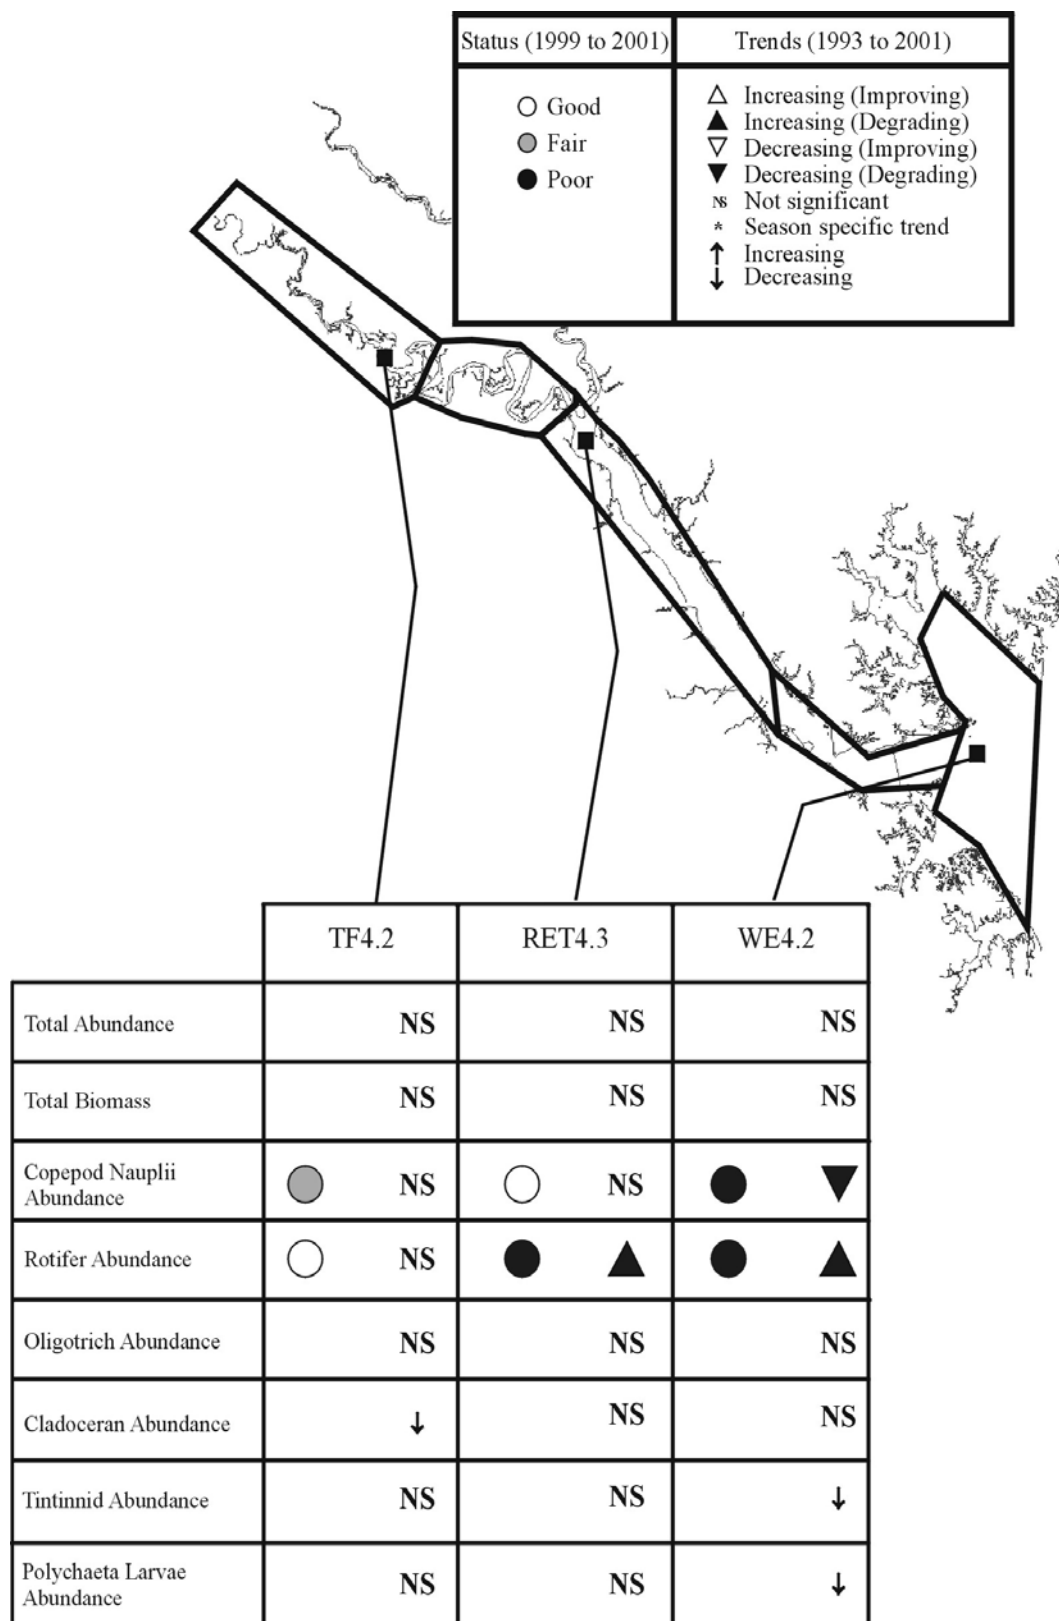 Status (1999 to 2001) Trends (1993 to 2001)
Good
Fair
Poor
Increasing (Improving)
Increasing (Degrading)
Decreasing (Improving)
Decreasing (Degrading)
NS Not significant
* Season specific trend
Increasing
Decreasing
TF4.2 RET4.3 WE4.2
Total Abundance NS NS NS
Total Biomass NS NS NS
Copepod Nauplii
Abundance NS NS
Rotifer Abundance NS
Oligotrich Abundance NS NS NS
Cladoceran Abundance NS NS
Tintinnid Abundance NS NS
Polychaeta Larvae
Abundance NS NS